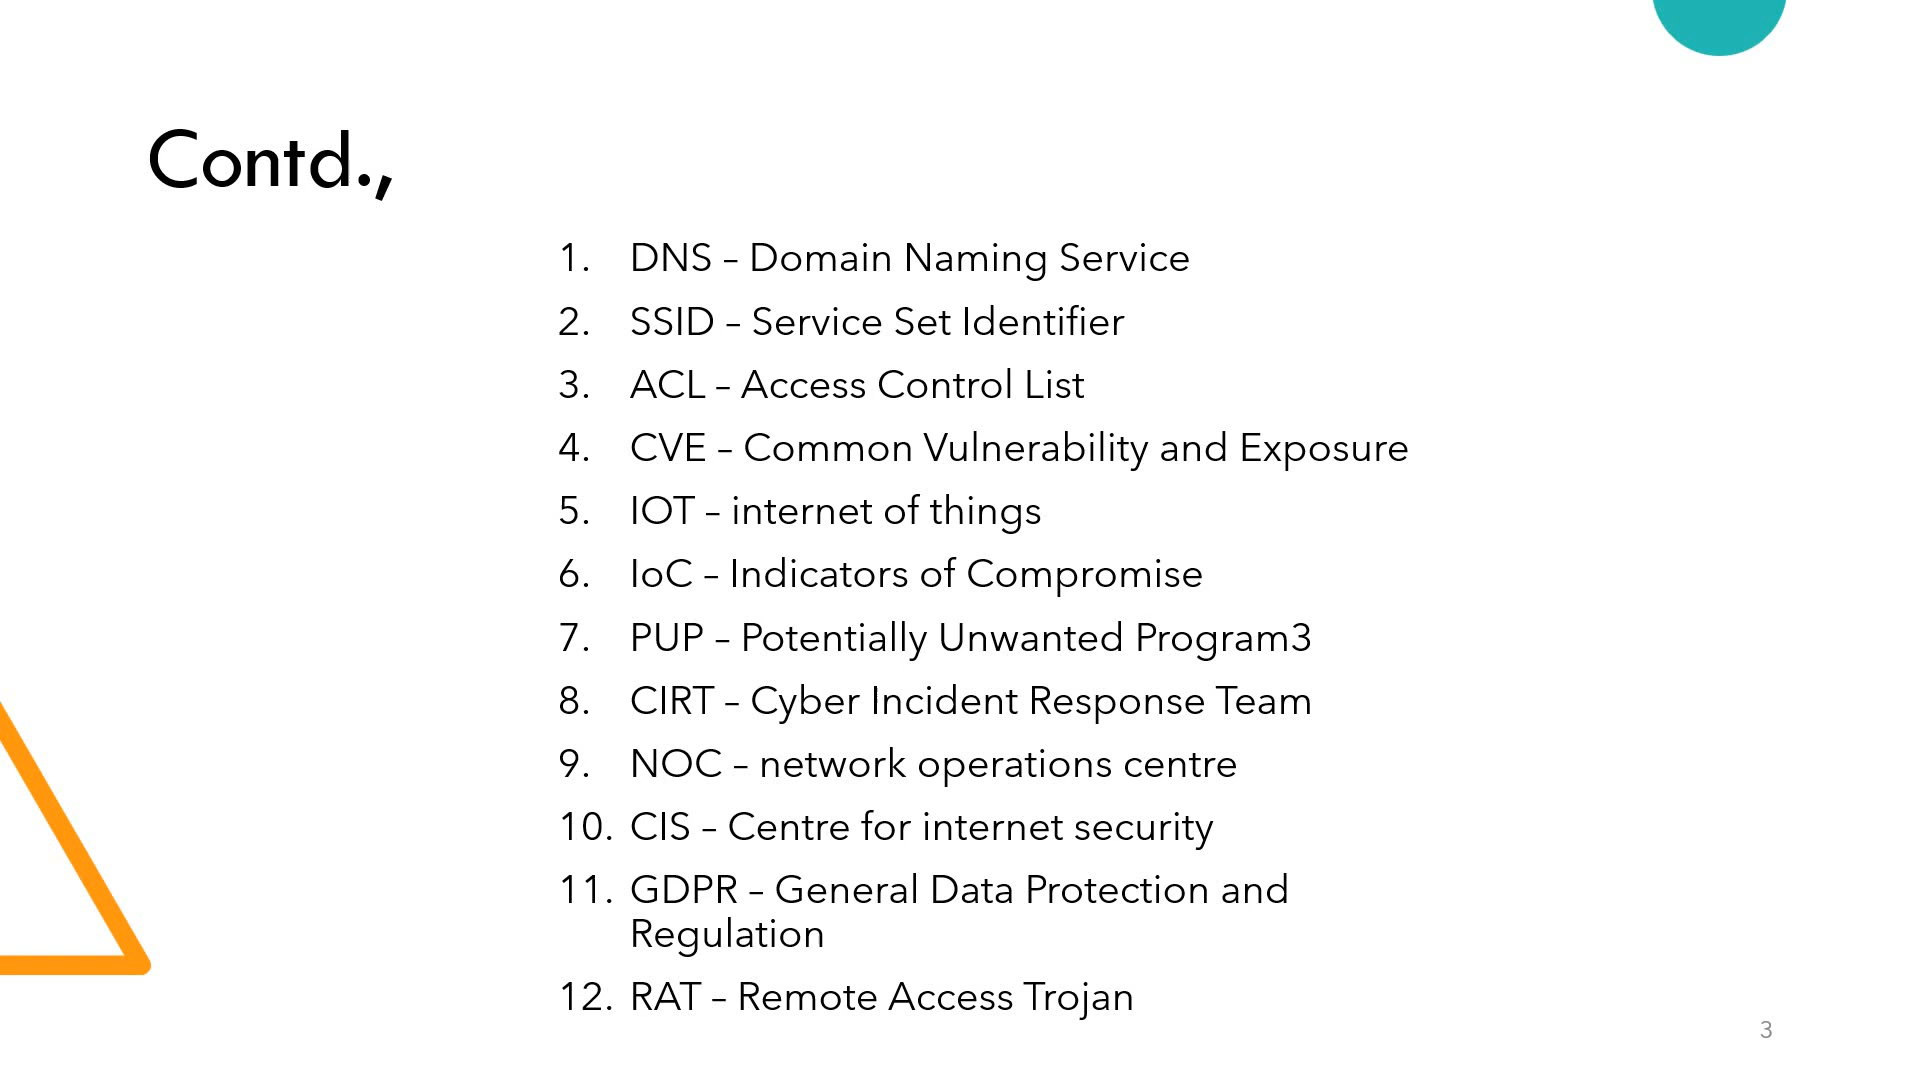 Contd.,
1. DNS – Domain Naming Service
2. SSID – Service Set Identifier
3. ACL – Access Control List
4. CVE – Common Vulnerability and Exposure
5. IOT – internet of things
6. IoC – Indicators of Compromise
7. PUP – Potentially Unwanted Program3
8. CIRT – Cyber Incident Response Team
9. NOC – network operations centre
10. CIS – Centre for internet security
11. GDPR – General Data Protection and
Regulation
12. RAT – Remote Access Trojan
3